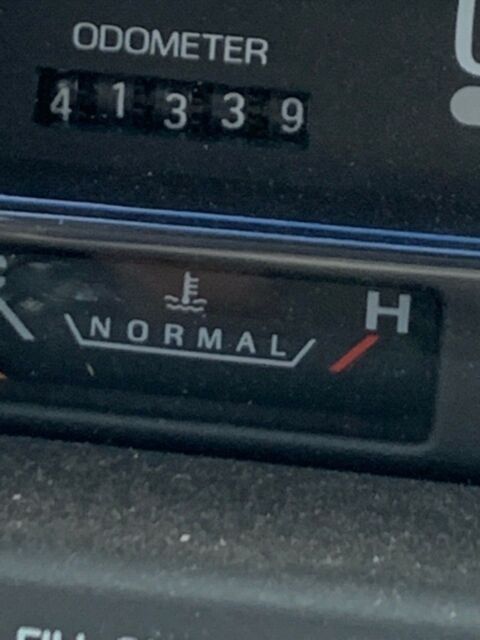 ODOMETER
41339
C H
NORMAL